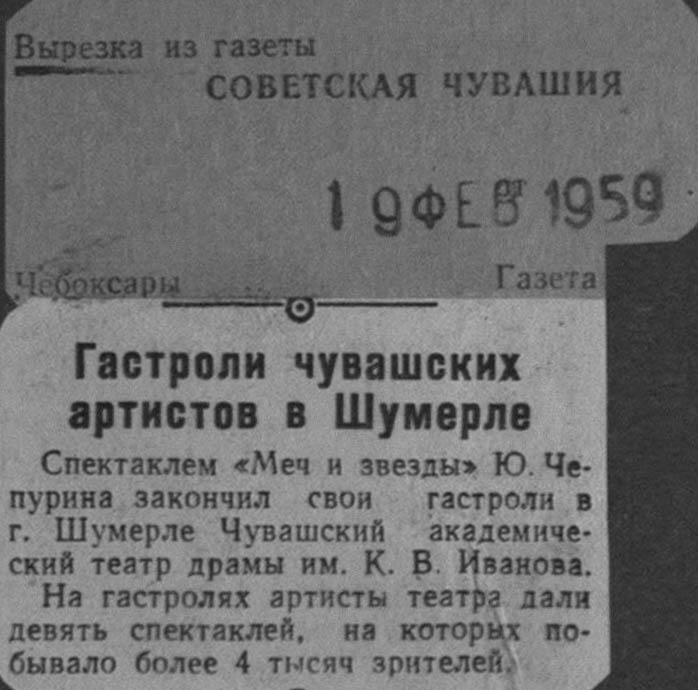 Вырезка из газеты
СОВЕТСКАЯ ЧУВАШИЯ
19 ФЕВ 1959
Чебоксары
Газета
Гастроли чувашских
артистов в Шумерле
Спектаклем «Меч и звезды» Ю. Че-
пурина закончил свои гастроли в
г. Шумерле Чувашский академиче-
ский театр драмы им. К. В. Иванова.
На гастролях артисты театра дали
девять спектаклей, на которых по-
бывало более 4 тысяч зрителей.